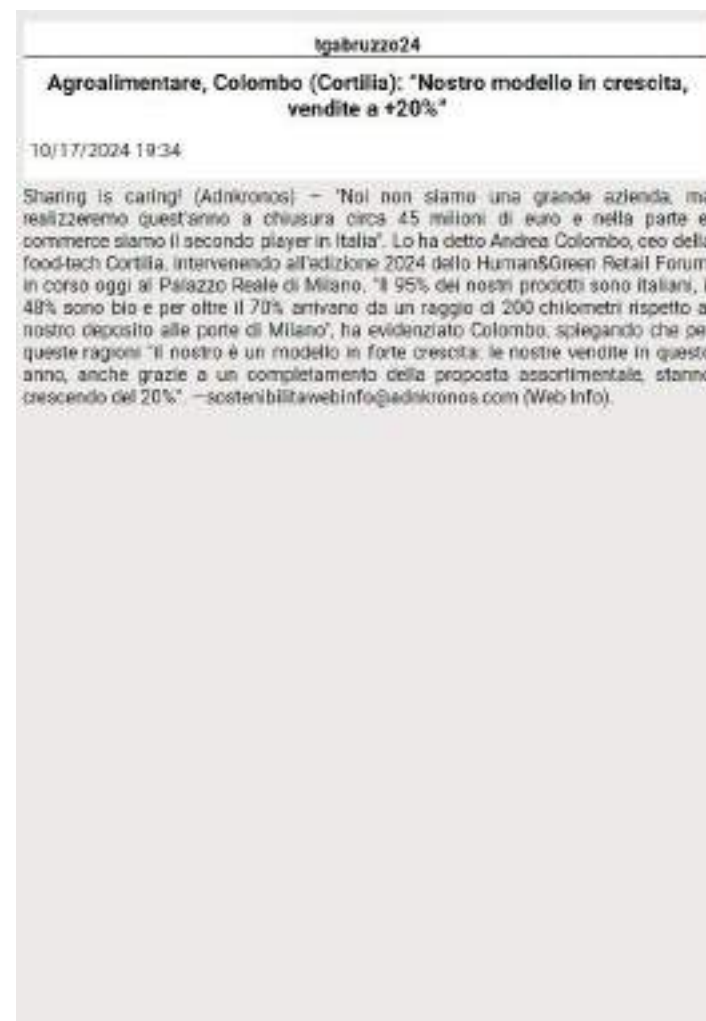 tgabruzzo24
Agroalimentare, Colombo (Cortilia): "Nostro modello in crescita,
vendite a +20%"
10/17/2024 19:34
Sharing is caring! (Adnkronos) – "Noi non siamo una grande azienda, ma
realizzeremo quest'anno a chiusura circa 45 milioni di euro e nella parte e
commerce siamo il secondo player in Italia". Lo ha detto Andrea Colombo, ceo della
food-tech Cortilia, intervenendo all'edizione 2024 dello Human&Green Retail Forum
in corso oggi al Palazzo Reale di Milano. "Il 95% dei nostri prodotti sono italiani, i
48% sono bio e per oltre il 70% arrivano da un raggio di 200 chilometri rispetto a
nostro deposito alle porte di Milano", ha evidenziato Colombo, spiegando che pe
queste ragioni "il nostro è un modello in forte crescita: le nostre vendite in questo
anno, anche grazie a un completamento della proposta assortimentale, stanno
crescendo del 20%". —sostenibilitawebinfo@adnkronos.com (Web Info).